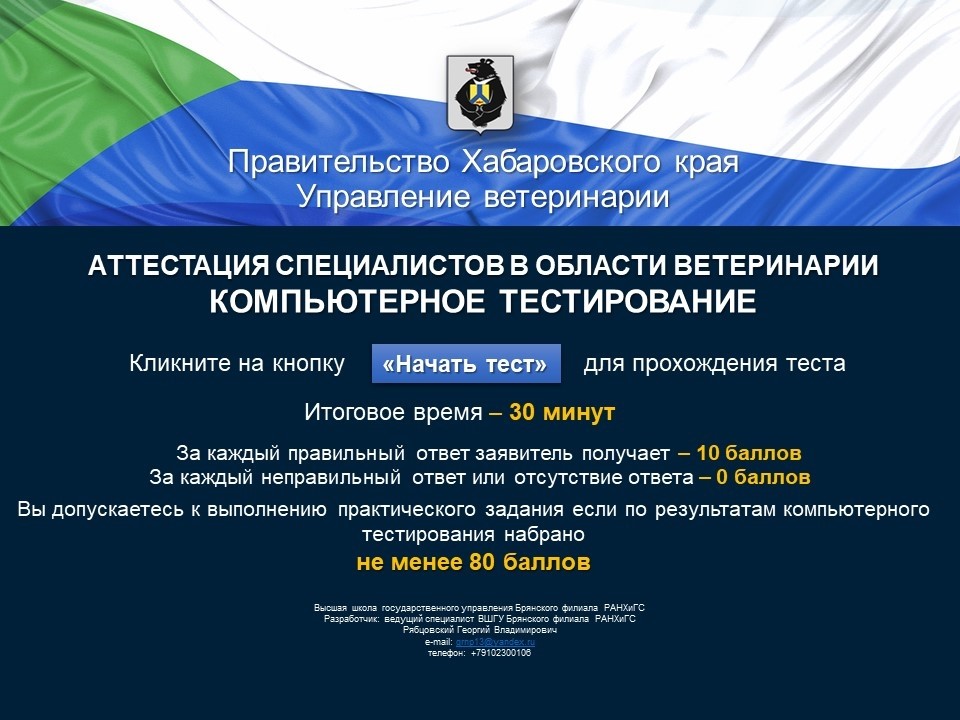 Правительство Хабаровского края
Управление ветеринарии
АТТЕСТАЦИЯ СПЕЦИАЛИСТОВ В ОБЛАСТИ ВЕТЕРИНАРИИ
КОМПЬЮТЕРНОЕ ТЕСТИРОВАНИЕ
Кликните на кнопку «Начать тест» для прохождения теста
Итоговое время – 30 минут
За каждый правильный ответ заявитель получает – 10 баллов
За каждый неправильный ответ или отсутствие ответа – 0 баллов
Вы допускаетесь к выполнению практического задания если по результатам компьютерного
тестирования набрано
не менее 80 баллов
Высшая школа государственного управления Брянского филиала РАНХиГС
Разработчик: ведущий специалист ВШГУ Брянского филиала РАНХиГС
Рябцовский Георгий Владимирович
e-mail: grnp13@yandex.ru
телефон: +79102300106